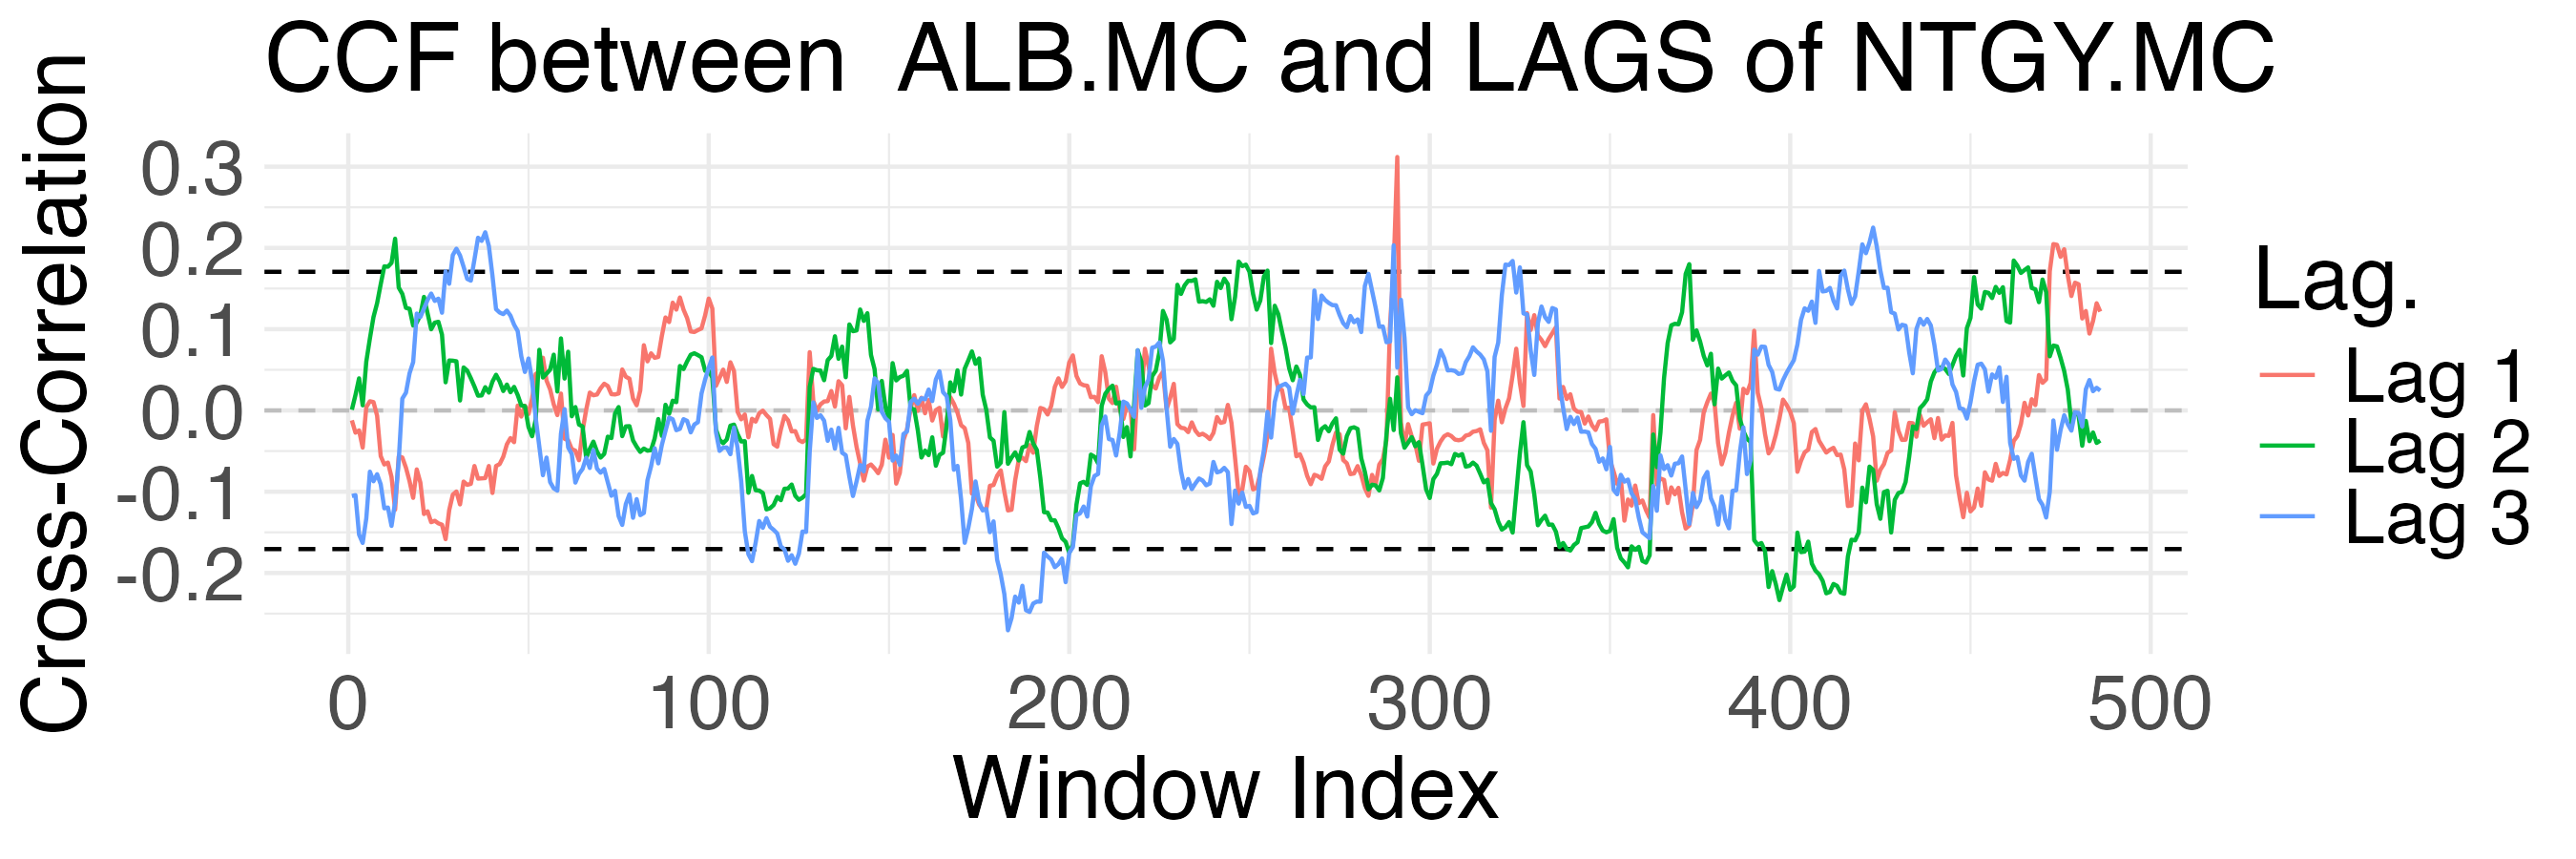 CCF between  ALB.MC and LAGS of NTGY.MC
Cross-Correlation
0.3
0.2
0.1
0.0
-0.1
-0.2
0 100 200 300 400 500
Window Index
Lag.
Lag 1
Lag 2
Lag 3